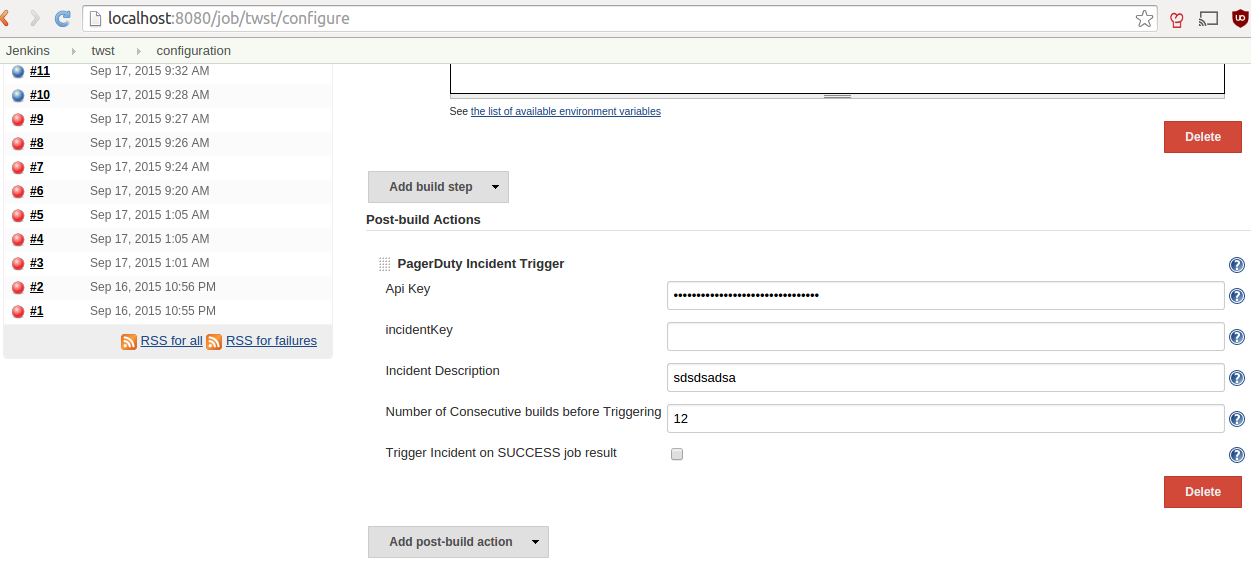 localhost:8080/job/twst/configure
Jenkins twst configuration
#11 Sep 17, 2015 9:32 AM
#10 Sep 17, 2015 9:28 AM
#9 Sep 17, 2015 9:27 AM
#8 Sep 17, 2015 9:26 AM
#7 Sep 17, 2015 9:24 AM
#6 Sep 17, 2015 9:20 AM
#5 Sep 17, 2015 1:05 AM
#4 Sep 17, 2015 1:05 AM
#3 Sep 17, 2015 1:01 AM
#2 Sep 16, 2015 10:56 PM
#1 Sep 16, 2015 10:55 PM
RSS for all RSS for failures
See the list of available environment variables
Delete
Add build step
Post-build Actions
PagerDuty Incident Trigger
Api Key ••••••••••••••••••••••••••••••••
incidentKey
Incident Description sdsdsadsa
Number of Consecutive builds before Triggering 12
Trigger Incident on SUCCESS job result
Delete
Add post-build action